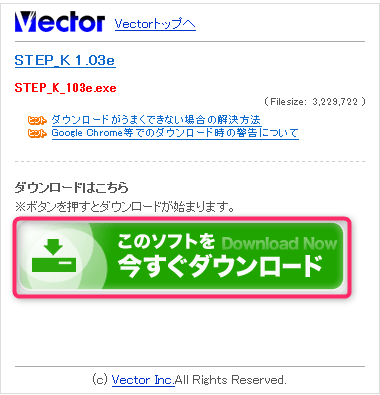 Vector Vectorトップへ
STEP_K 1.03e
STEP_K_103e.exe
(Filesize: 3,229,722 )
ダウンロードがうまくできない場合の解決方法
Google Chrome等でのダウンロード時の警告について
ダウンロードはこちら
※ボタンを押すとダウンロードが始まります。
このソフトを Download Now
今すぐダウンロード
(c) Vector Inc.All Rights Reserved.